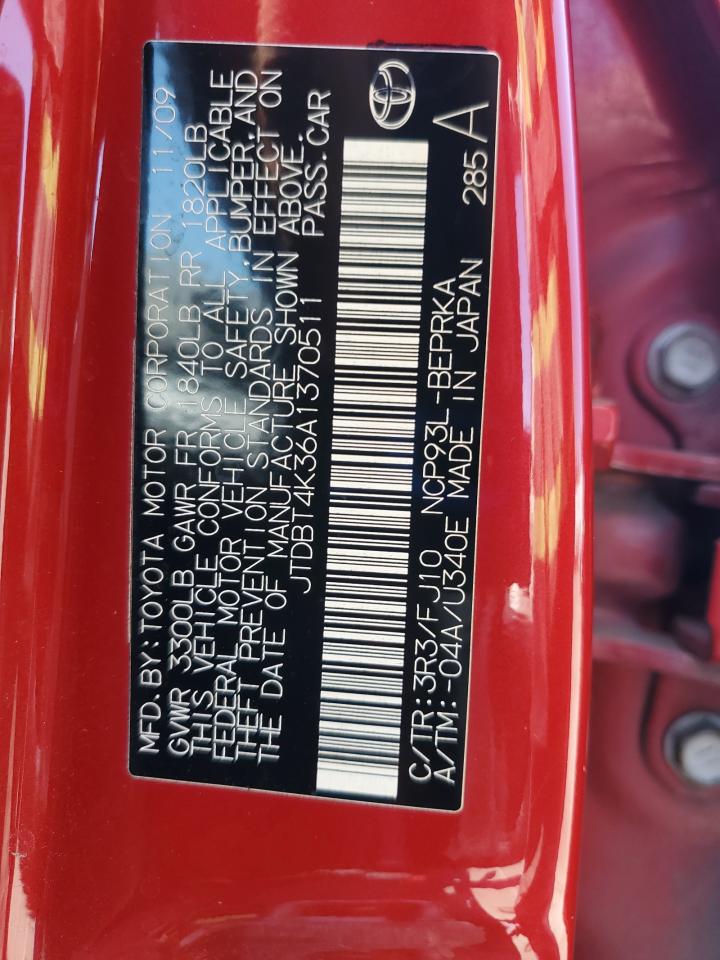 MFD.BY:TOYOTA MOTOR CORPORATION 11/09
GVWR 3300LB GAWR FR 1840LB RR 1820LB
THIS VEHICLE CONFORMS TO ALL APPLICABLE
FEDERAL MOTOR VEHICLE SAFETY,BUMPER,AND
THEFT PREVENTION STANDARDS IN EFFECT ON
THE DATE OF MANUFACTURE SHOWN ABOVE.
JTDBT4K36A1370511 PASS.CAR
C/TR:3R3/FJ10 NCP93L-BEPRKA
A/TM:-04A/U340E MADE IN JAPAN 285 A